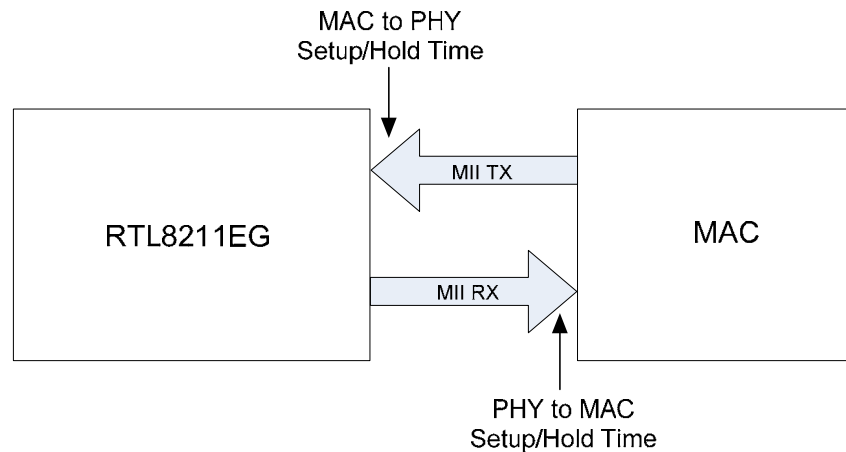 MAC to PHY
Setup/Hold Time
MII TX
RTL8211EG
MAC
MII RX
PHY to MAC
Setup/Hold Time